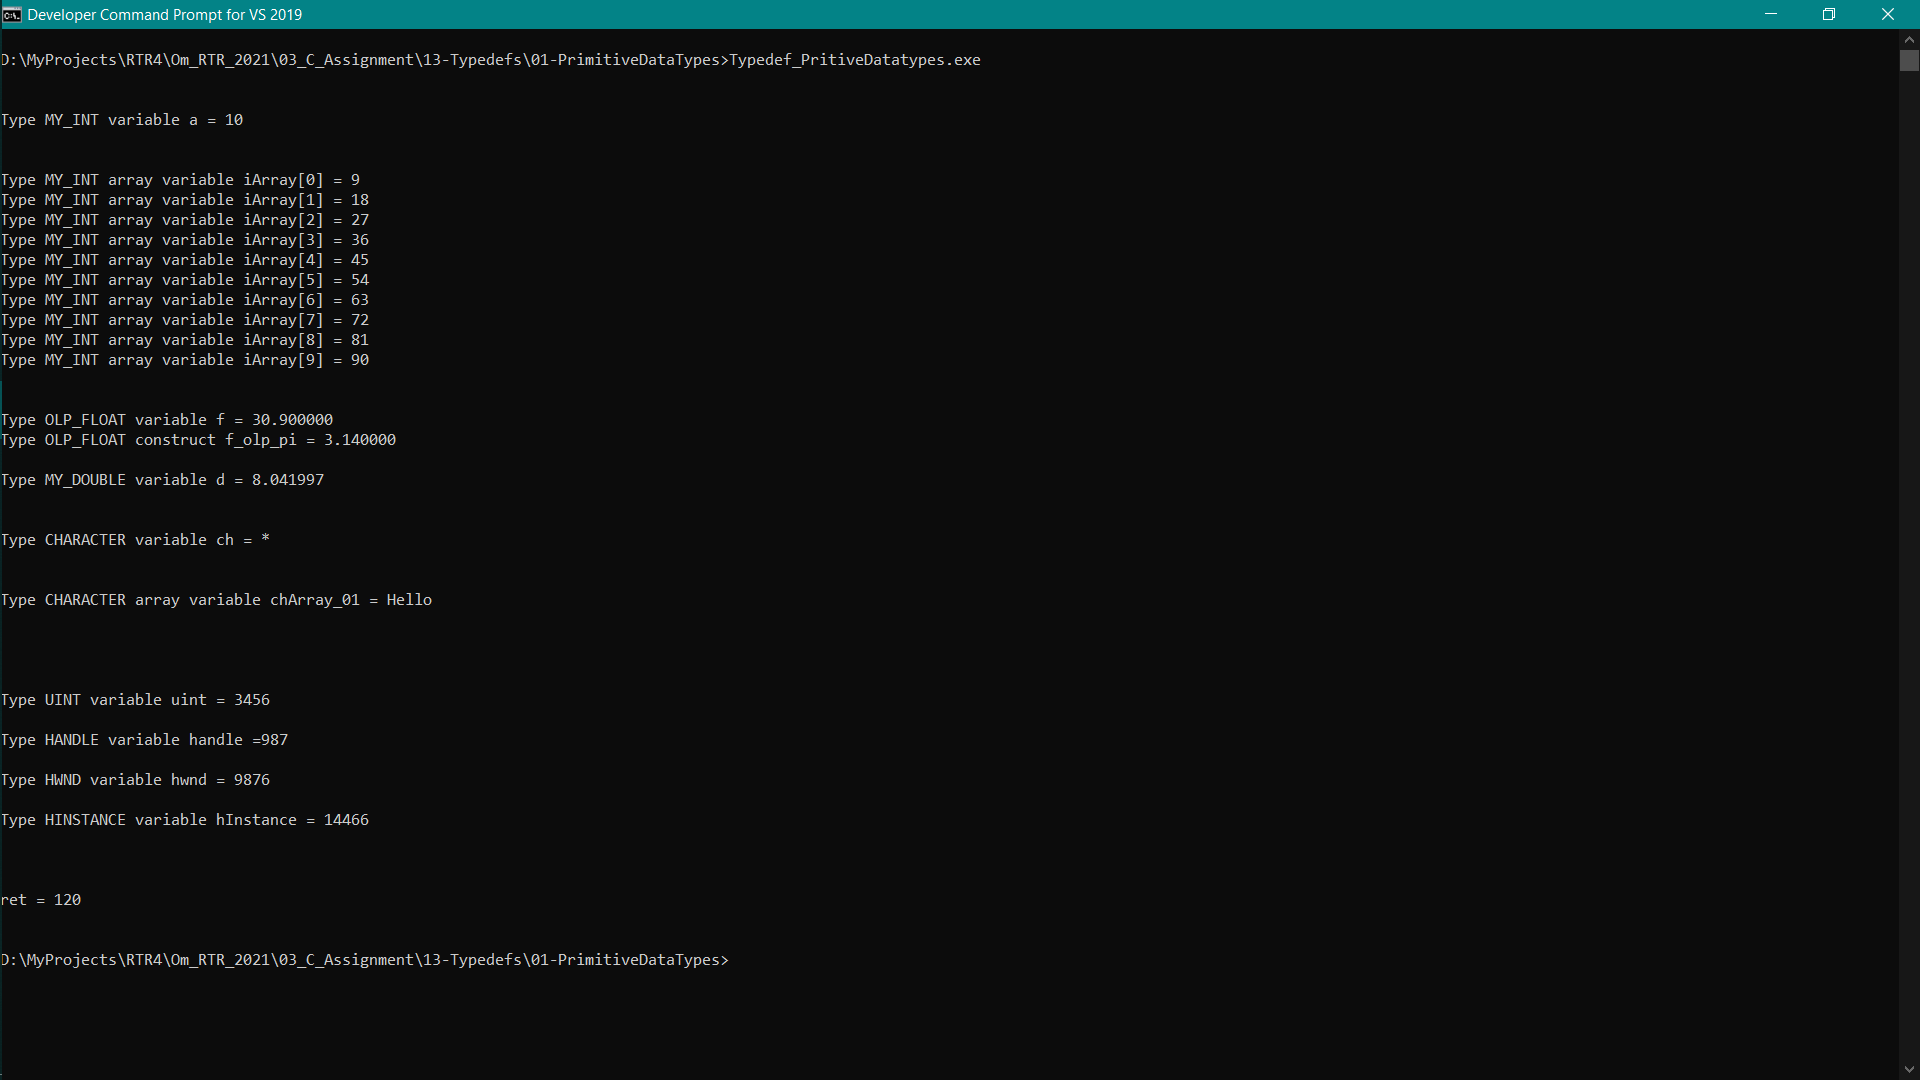 Developer Command Prompt for VS 2019
D:\MyProjects\RTR4\Om_RTR_2021\03_C_Assignment\13-Typedefs\01-PrimitiveDataTypes>Typedef_PritiveDatatypes.exe
Type MY_INT variable a = 10
Type MY_INT array variable iArray[0] = 9
Type MY_INT array variable iArray[1] = 18
Type MY_INT array variable iArray[2] = 27
Type MY_INT array variable iArray[3] = 36
Type MY_INT array variable iArray[4] = 45
Type MY_INT array variable iArray[5] = 54
Type MY_INT array variable iArray[6] = 63
Type MY_INT array variable iArray[7] = 72
Type MY_INT array variable iArray[8] = 81
Type MY_INT array variable iArray[9] = 90
Type OLP_FLOAT variable f = 30.900000
Type OLP_FLOAT construct f_olp_pi = 3.140000
Type MY_DOUBLE variable d = 8.041997
Type CHARACTER variable ch = *
Type CHARACTER array variable chArray_01 = Hello
Type UINT variable uint = 3456
Type HANDLE variable handle =987
Type HWND variable hwnd = 9876
Type HINSTANCE variable hInstance = 14466
ret = 120
D:\MyProjects\RTR4\Om_RTR_2021\03_C_Assignment\13-Typedefs\01-PrimitiveDataTypes>